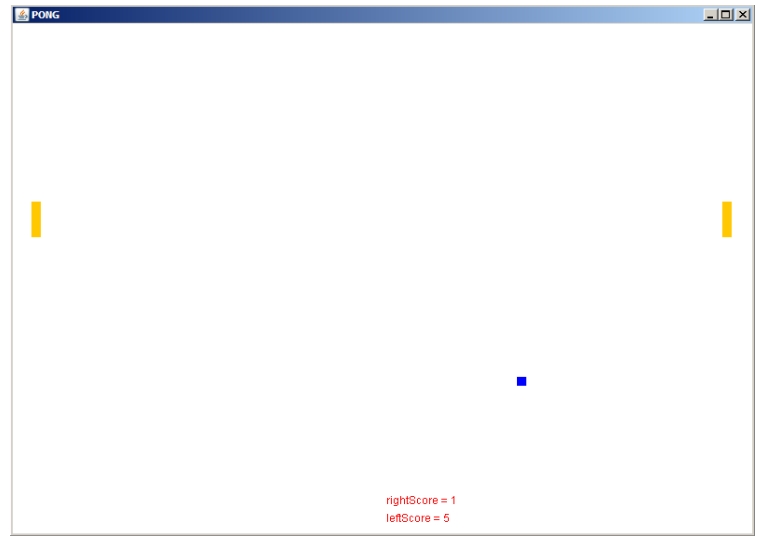 PONG
rightScore = 1
leftScore = 5